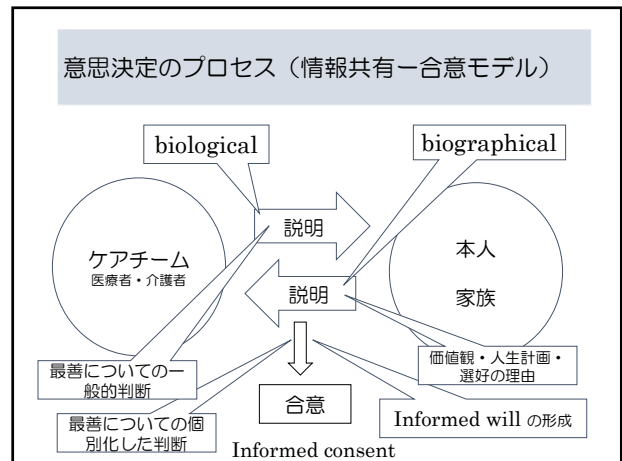 意思決定のプロセス（情報共有ー合意モデル）
biological
biographical
説明
ケアチーム
医療者・介護者
本人
説明
家族
価値観・人生計画・
選好の理由
最善についての一
般的判断
合意
Informed will の形成
最善についての個
別化した判断
Informed consent